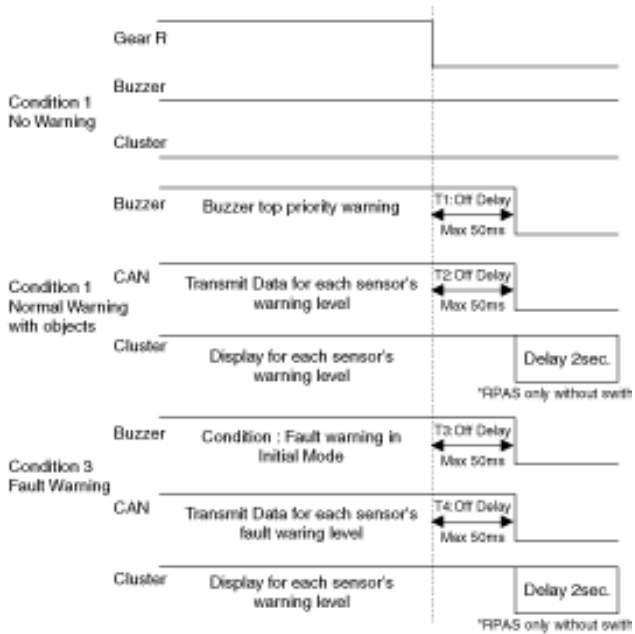 Gear R
Buzzer
Condition 1
No Warning
Cluster
Buzzer
Buzzer top priority warning
T1:Off Delay
Max 50ms
Condition 1
Normal Warning
with objects
CAN
Transmit Data for each sensor's
warning level
T2:Off Delay
Max 50ms
Cluster
Display for each sensor's
warning level
Delay 2sec.
*RPAS only without swith
Condition 3
Fault Warning
Buzzer
Condition : Fault warning in
Initial Mode
T3:Off Delay
Max 50ms
CAN
Transmit Data for each sensor's
fault waring level
T4:Off Delay
Max 50ms
Cluster
Display for each sensor's
warning level
Delay 2sec.
*RPAS only without swith